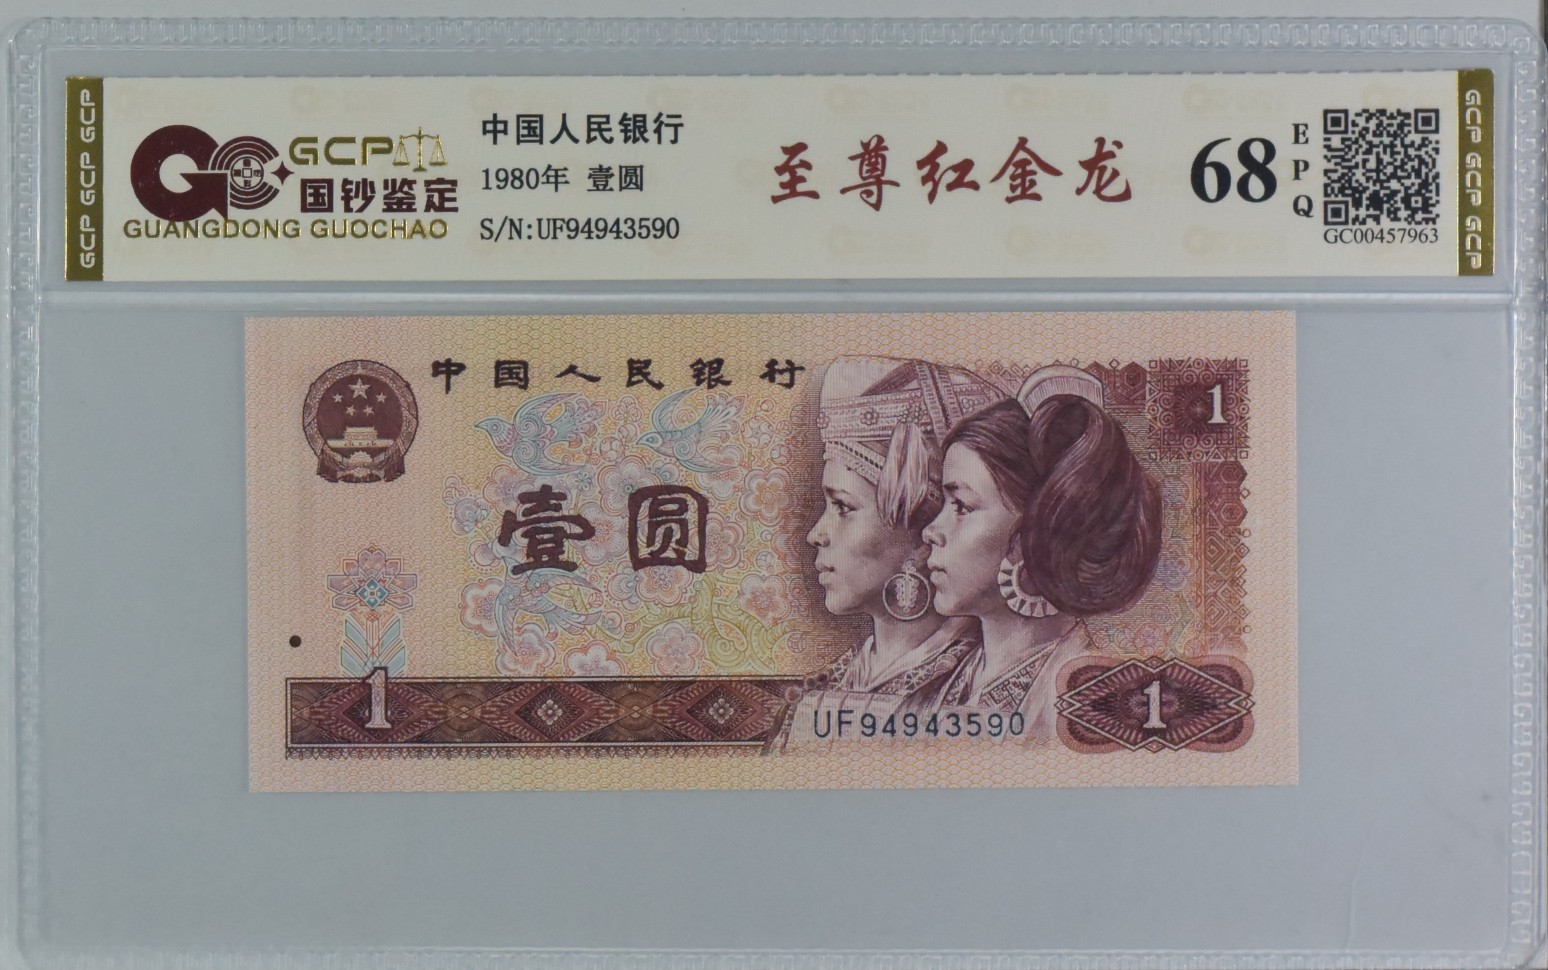 GCP GCP GCP
GCP
国钞鉴定
GUANGDONG GUOCHAO
中国人民银行
1980年 壹圆
S/N:UF94943590
至尊红金龙
68
EPQ
GC00457963
GCP GCP GCP
中国人民银行
1
壹圆
1
UF94943590
1